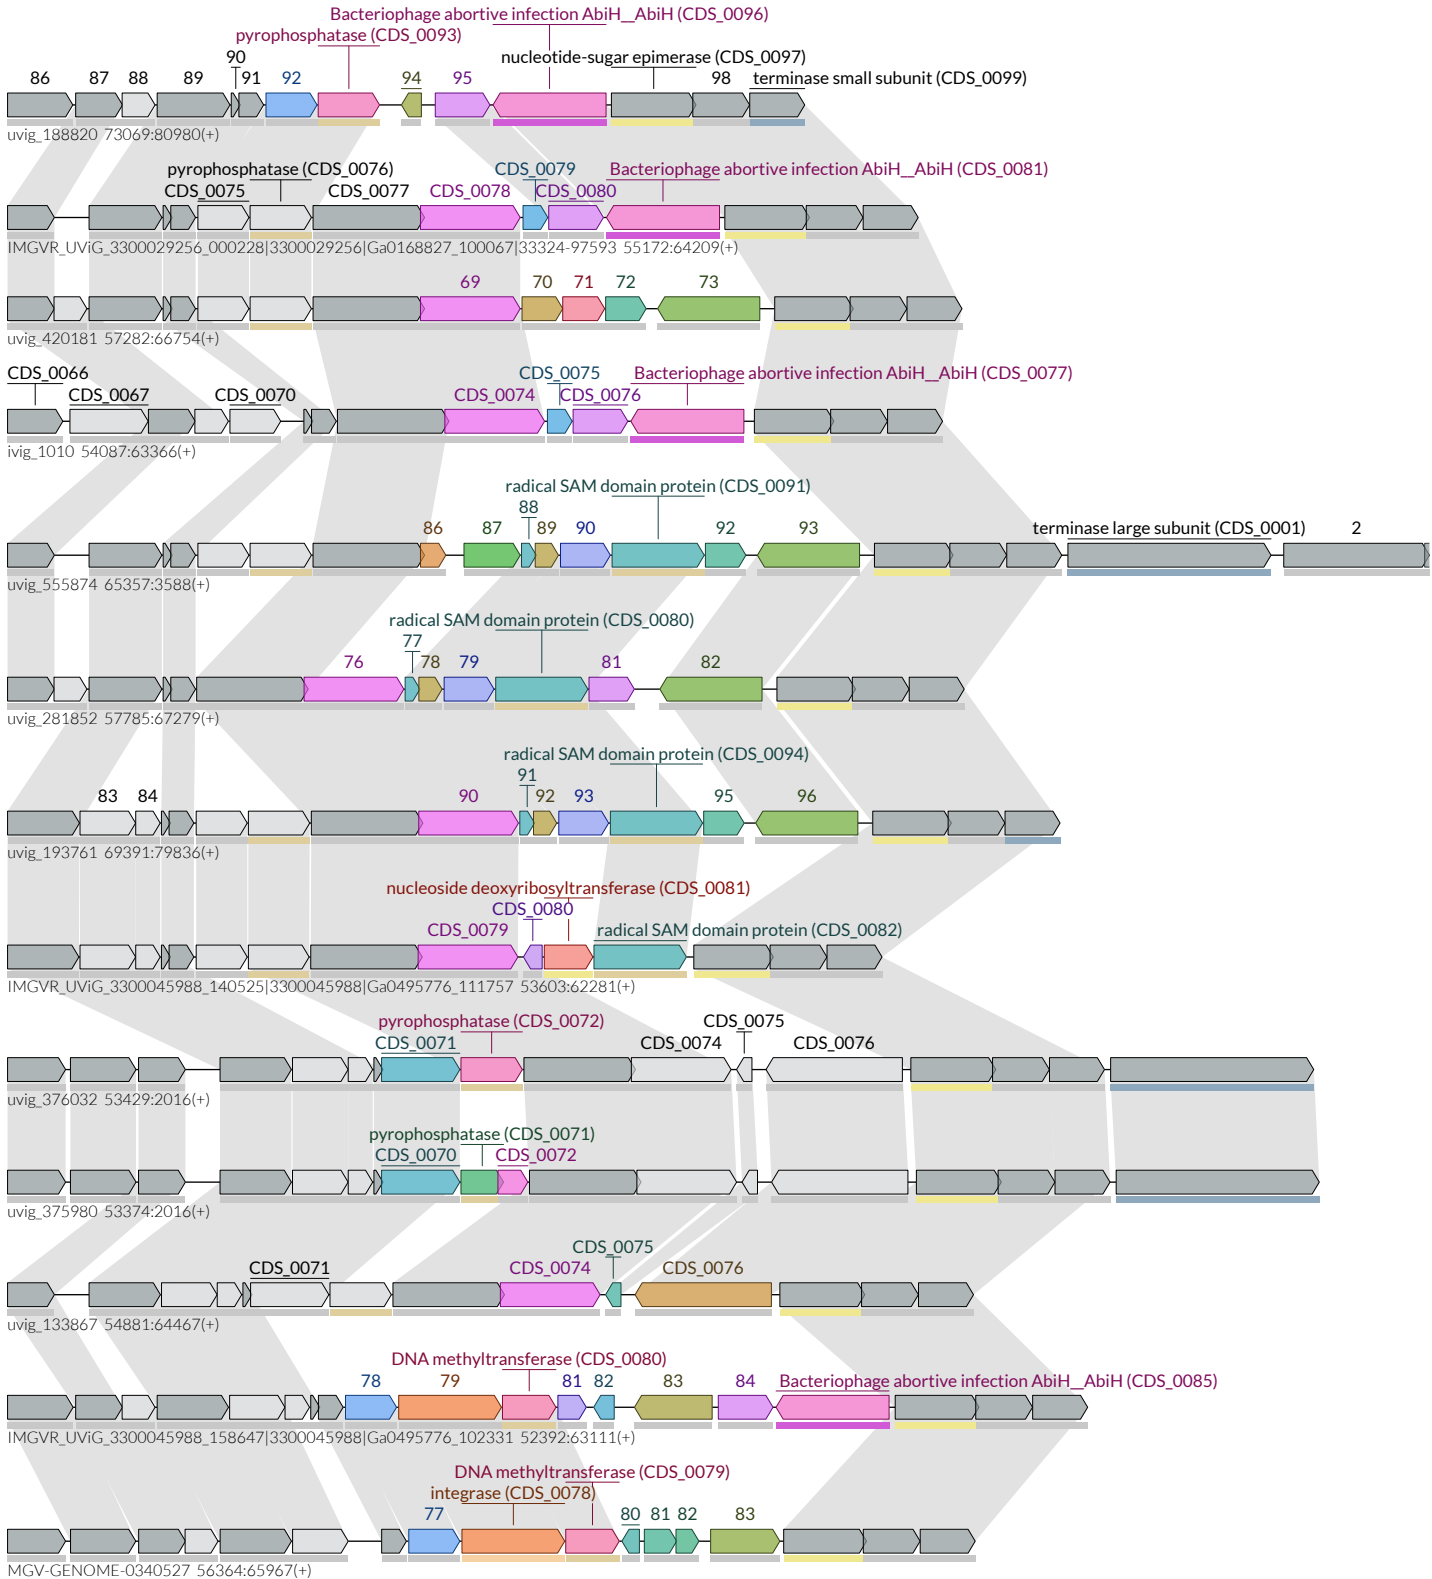 Bacteriophage abortive infection AbiH__AbiH (CDS_0096)
pyrophosphatase (CDS_0093)
90 nucleotide-sugar epimerase (CDS_0097)
86 87 88 89 91 92 94 95 98 terminase small subunit (CDS_0099)
uvig_188820 73069:80980(+)
pyrophosphatase (CDS_0076) CDS_0079 Bacteriophage abortive infection AbiH__AbiH (CDS_0081)
CDS_0075 CDS_0077 CDS_0078 CDS_0080
IMGVR_UViG_3300029256_000228|3300029256|Ga0168827_100067|33324-97593 55172:64209(+)
69 70 71 72 73
uvig_420181 57282:66754(+)
CDS_0066 CDS_0075 Bacteriophage abortive infection AbiH__AbiH (CDS_0077)
CDS_0067 CDS_0070 CDS_0074 CDS_0076
ivig_1010 54087:63366(+)
radical SAM domain protein (CDS_0091)
88
86 87 89 90 92 93 terminase large subunit (CDS_0001) 2
uvig_555874 65357:3588(+)
radical SAM domain protein (CDS_0080)
77
76 78 79 81 82
uvig_281852 57785:67279(+)
radical SAM domain protein (CDS_0094)
91
83 84 90 92 93 95 96
uvig_193761 69391:79836(+)
nucleoside deoxyribosyltransferase (CDS_0081)
CDS_0080
CDS_0079 radical SAM domain protein (CDS_0082)
IMGVR_UViG_3300045988_140525|3300045988|Ga0495776_111757 53603:62281(+)
pyrophosphatase (CDS_0072) CDS_0075
CDS_0071 CDS_0074 CDS_0076
uvig_376032 53429:2016(+)
pyrophosphatase (CDS_0071)
CDS_0070 CDS_0072
uvig_375980 53374:2016(+)
CDS_0075
CDS_0071 CDS_0074 CDS_0076
uvig_133867 54881:64467(+)
DNA methyltransferase (CDS_0080)
78 79 81 82 83 84 Bacteriophage abortive infection AbiH__AbiH (CDS_0085)
IMGVR_UViG_3300045988_158647|3300045988|Ga0495776_102331 52392:63111(+)
DNA methyltransferase (CDS_0079)
integrase (CDS_0078)
77 80 81 82 83
MGV-GENOME-0340527 56364:65967(+)